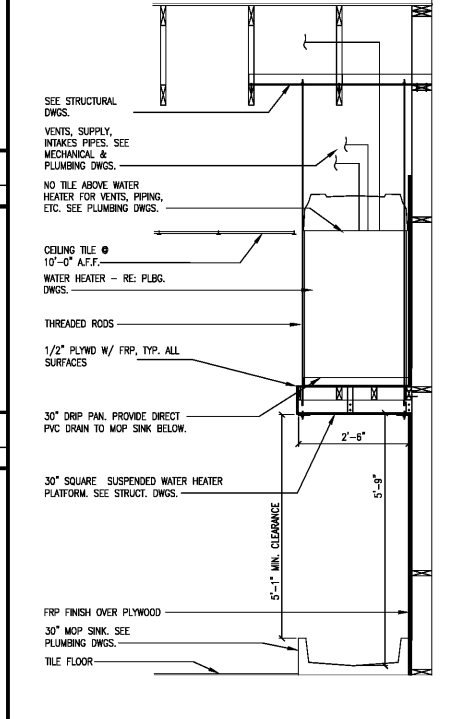 SEE STRUCTURAL
DWGS.
VENTS, SUPPLY,
INTAKES PIPES. SEE
MECHANICAL &
PLUMBING DWGS.
NO TILE ABOVE WATER
HEATER FOR VENTS, PIPING,
ETC. SEE PLUMBING DWGS.
CEILING TILE @
10'-0" A.F.F.
WATER HEATER - RE: PLBG.
DWGS.
THREADED RODS
1/2" PLYWD W/ FRP, TYP. ALL
SURFACES
30" DRIP PAN. PROVIDE DIRECT
PVC DRAIN TO MOP SINK BELOW.
2'-6"
30" SQUARE SUSPENDED WATER HEATER
PLATFORM. SEE STRUCT. DWGS.
5'-9"
5'-1" MIN. CLEARANCE
FRP FINISH OVER PLYWOOD
30" MOP SINK. SEE
PLUMBING DWGS.
TILE FLOOR